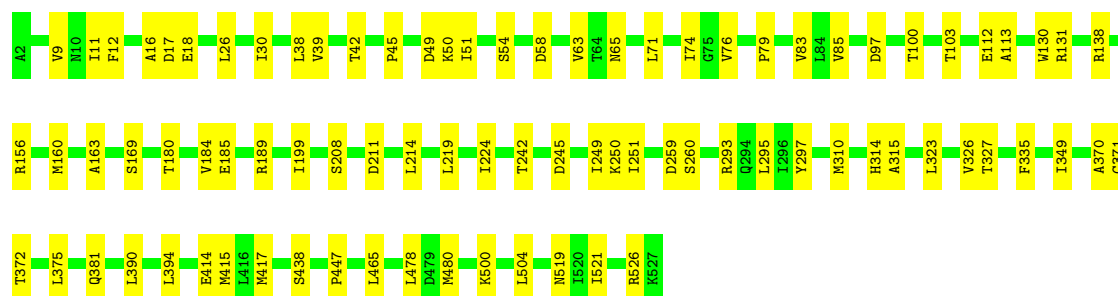 A2 V9 N10 I11 F12 A16 D17 E18 L26 I30 L38 V39 T42 P45 D49 K50 I51 S54 D58 V63 T64 N65 L71 I74 G75 V76 P79 V83 L84 V85 D97 T100 T103 E112 A113 W130 R131 R138
R156 M160 A163 S169 T180 V184 E185 R189 I199 S208 D211 L214 L219 I224 T242 D245 I249 K250 I251 D259 S260 R293 Q294 L295 I296 Y297 M310 H314 A315 L323 V326 T327 F335 I349 A370
T372 L375 Q381 L390 L394 E414 M415 L416 M417 S438 P447 L465 L478 D479 M480 K500 L504 N519 I520 I521 R526 K527